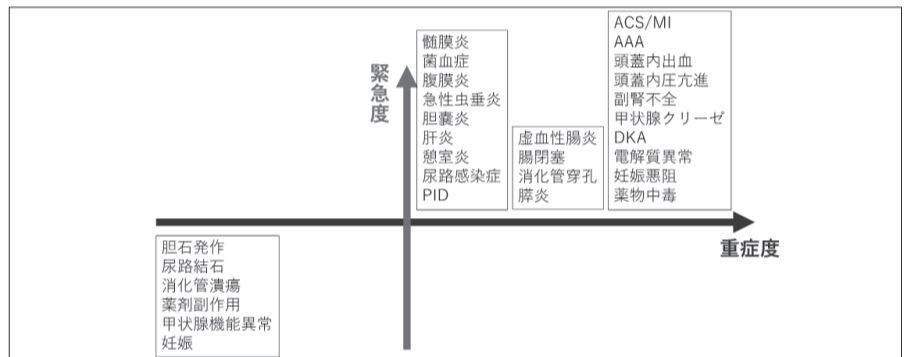 緊急度
髄膜炎
菌血症
腹膜炎
急性虫垂炎
胆嚢炎
肝炎
憩室炎
尿路感染症
PID
虚血性腸炎
腸閉塞
消化管穿孔
膵炎
ACS/MI
AAA
頭蓋内出血
頭蓋内圧亢進
副腎不全
甲状腺クリーゼ
DKA
電解質異常
妊娠悪阻
薬物中毒
重症度
胆石発作
尿路結石
消化管潰瘍
薬剤副作用
甲状腺機能異常
妊娠